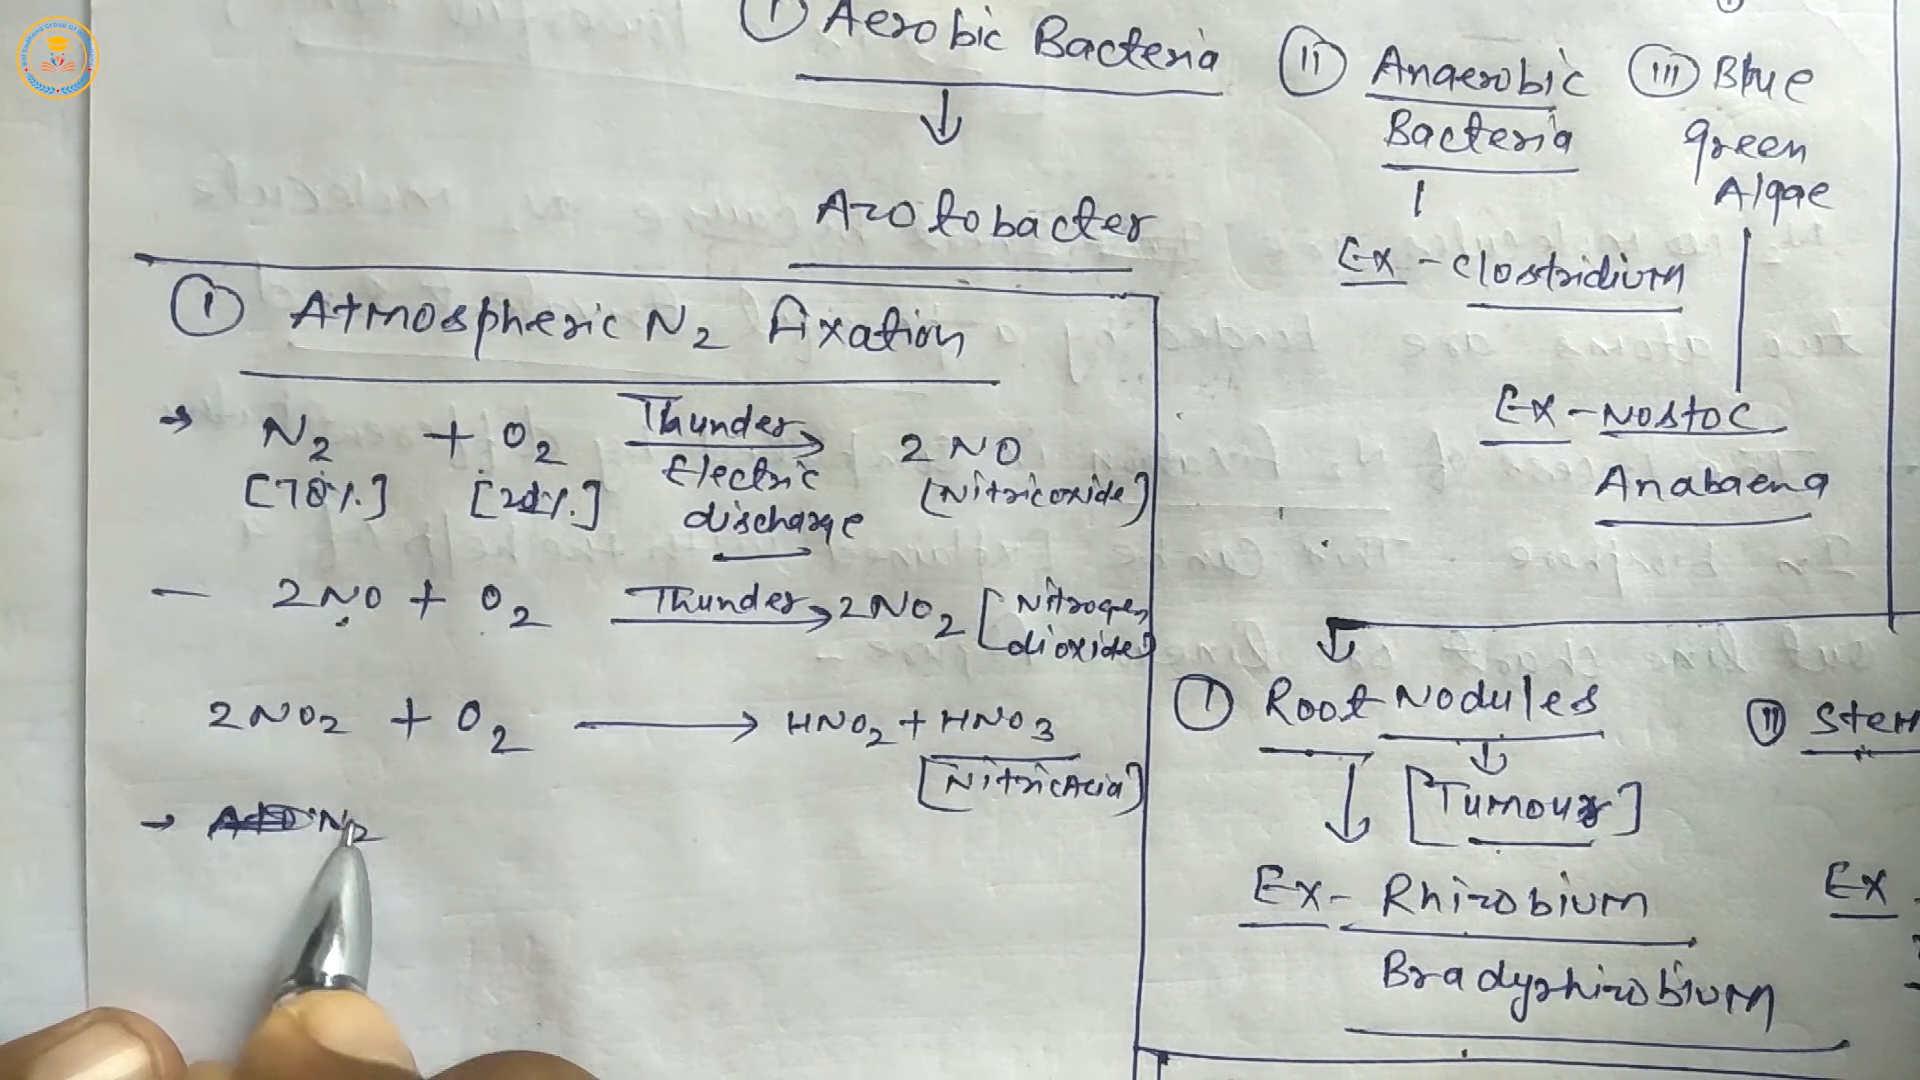 ① Aerobic Bacteria
↓
Azotobacter
① Atmospheric N₂ fixation
→ N₂ + O₂ Thunder → 2NO
[78%] [21%] Electric discharge [Nitricoxide]
— 2NO + O₂ Thunder → 2NO₂ [Nitrogen dioxide]
2NO₂ + O₂ → HNO₂ + HNO₃
[Nitric Acid]
→ N₂
ⅱ Anaerobic
Bacteria
Ex - Clostridium
ⅲ Blue
green
Algae
Ex - Nostoc
Anabaena
① Root Nodules
[Tumour]
Ex - Rhizobium
Bradyrhizobium
ⅱ Stem
Ex -